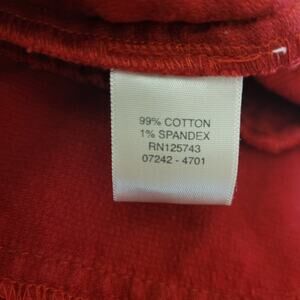 99% COTTON
1% SPANDEX
RN125743
07242 - 4701